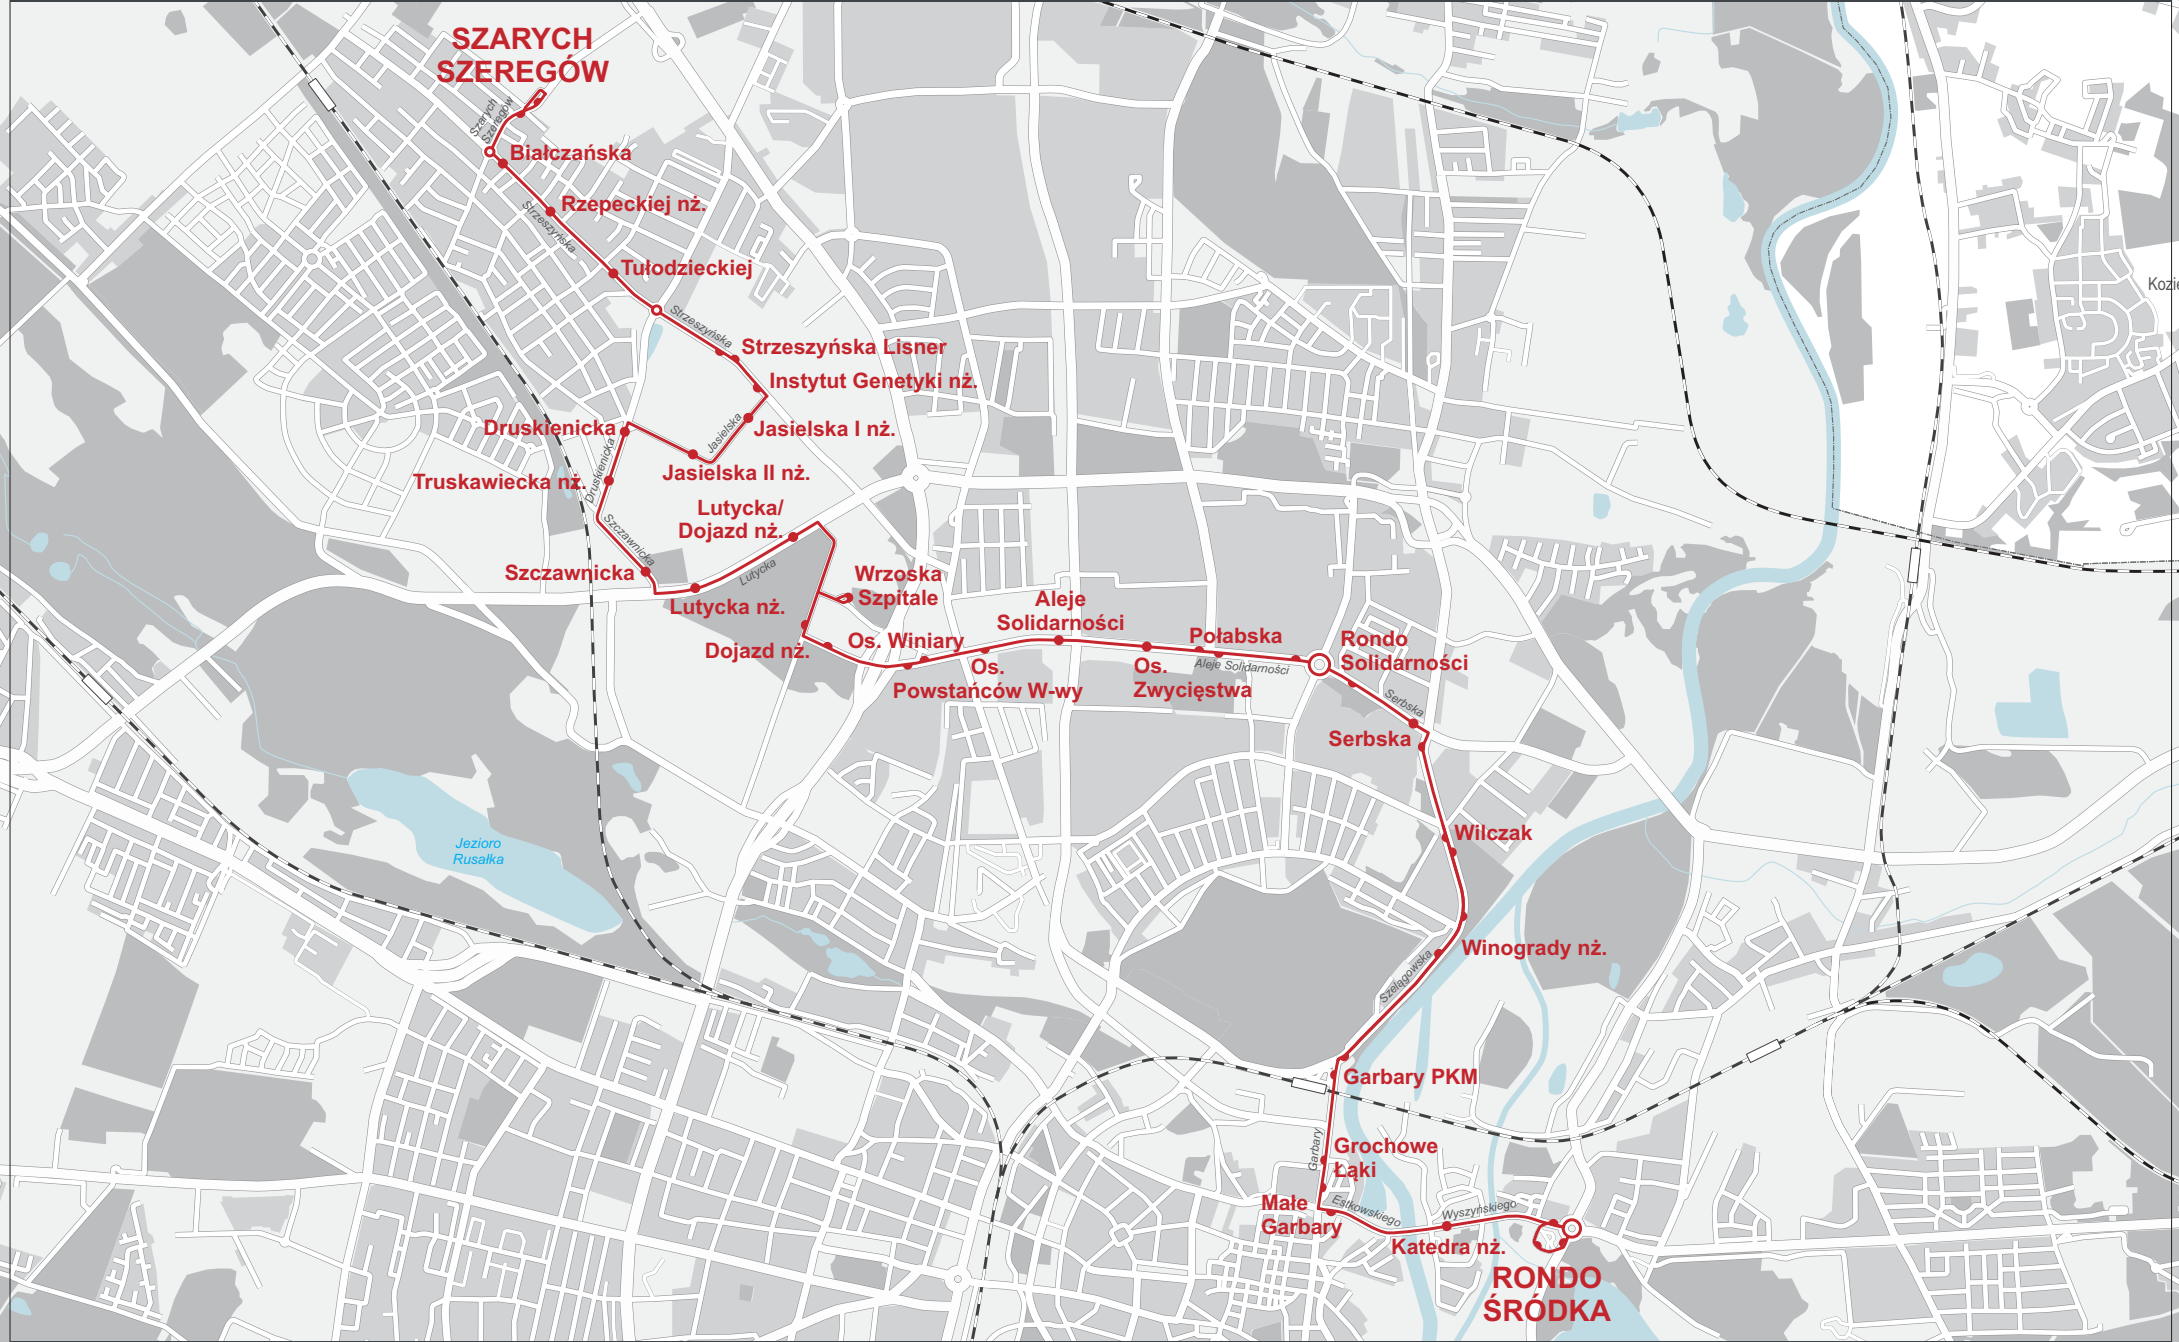 SZARYCH
SZEREGÓW
Szarych
Szeregów
Białczańska
Rzepeckiej nż.
Strzeszyńska
Tułodzieckiej
Kozie
Strzeszyńska
Strzeszyńska Lisner
Instytut Genetyki nż.
Jasielska
Jasielska I nż.
Druskienicka
Druskienicka
Jasielska II nż.
Truskawiecka nż.
Lutycka/
Dojazd nż.
Szczawnicka
Szczawnicka
Lutycka
Lutycka nż.
Wrzoska
Szpitale
Dojazd nż.
Os. Winiary
Aleje
Solidarności
Os.
Powstańców W-wy
Połabska
Aleje Solidarności
Os.
Zwycięstwa
Rondo
Solidarności
Serbska
Serbska
Wilczak
Jezioro
Rusałka
Winogrady nż.
Szelągowska
Garbary PKM
Garbary
Grochowe
Łąki
Małe
Garbary
Estkowskiego
Wyszyńskiego
Katedra nż.
RONDO
ŚRÓDKA